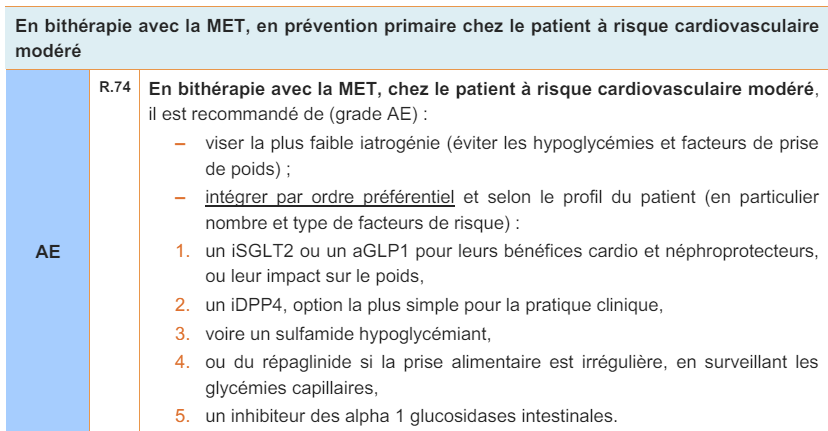 En bithérapie avec la MET, en prévention primaire chez le patient à risque cardiovasculaire
modéré
R.74 En bithérapie avec la MET, chez le patient à risque cardiovasculaire modéré,
il est recommandé de (grade AE) :
– viser la plus faible iatrogénie (éviter les hypoglycémies et facteurs de prise
de poids) ;
– intégrer par ordre préférentiel et selon le profil du patient (en particulier
nombre et type de facteurs de risque) :
AE
1. un iSGLT2 ou un aGLP1 pour leurs bénéfices cardio et néphroprotecteurs,
ou leur impact sur le poids,
2. un iDPP4, option la plus simple pour la pratique clinique,
3. voire un sulfamide hypoglycémiant,
4. ou du répaglinide si la prise alimentaire est irrégulière, en surveillant les
glycémies capillaires,
5. un inhibiteur des alpha 1 glucosidases intestinales.